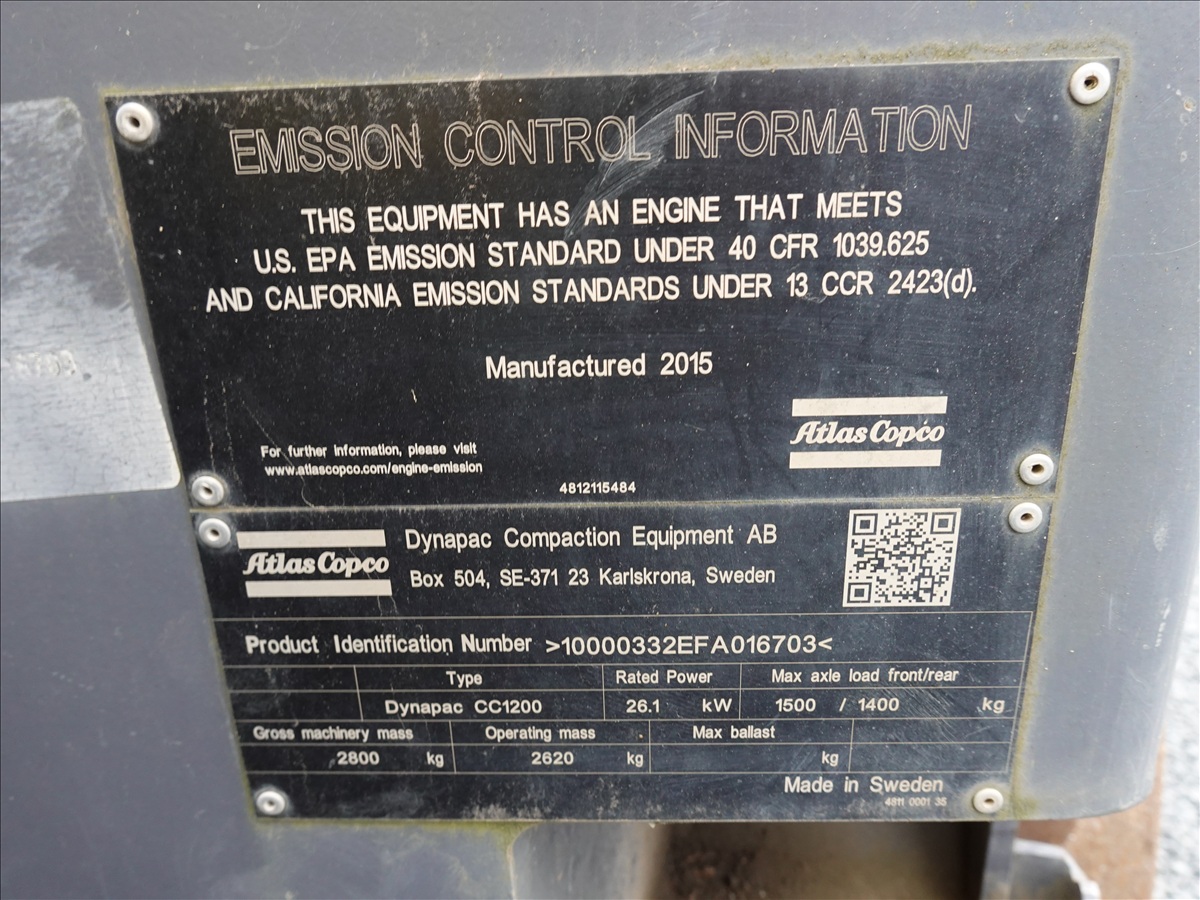 EMISSION CONTROL INFORMATION
THIS EQUIPMENT HAS AN ENGINE THAT MEETS
U.S. EPA EMISSION STANDARD UNDER 40 CFR 1039.625
AND CALIFORNIA EMISSION STANDARDS UNDER 13 CCR 2423(d).
Manufactured 2015
Atlas Copco
For further information, please visit
www.atlascopco.com/engine-emission
4812115484
Atlas Copco
Dynapac Compaction Equipment AB
Box 504, SE-371 23 Karlskrona, Sweden
Product Identification Number >10000332EFA016703<
Type Rated Power Max axle load front/rear
Dynapac CC1200 26.1 kW 1500 / 1400 kg
Gross machinery mass Operating mass Max ballast
2800 kg 2620 kg kg
Made in Sweden
4811 0001 35